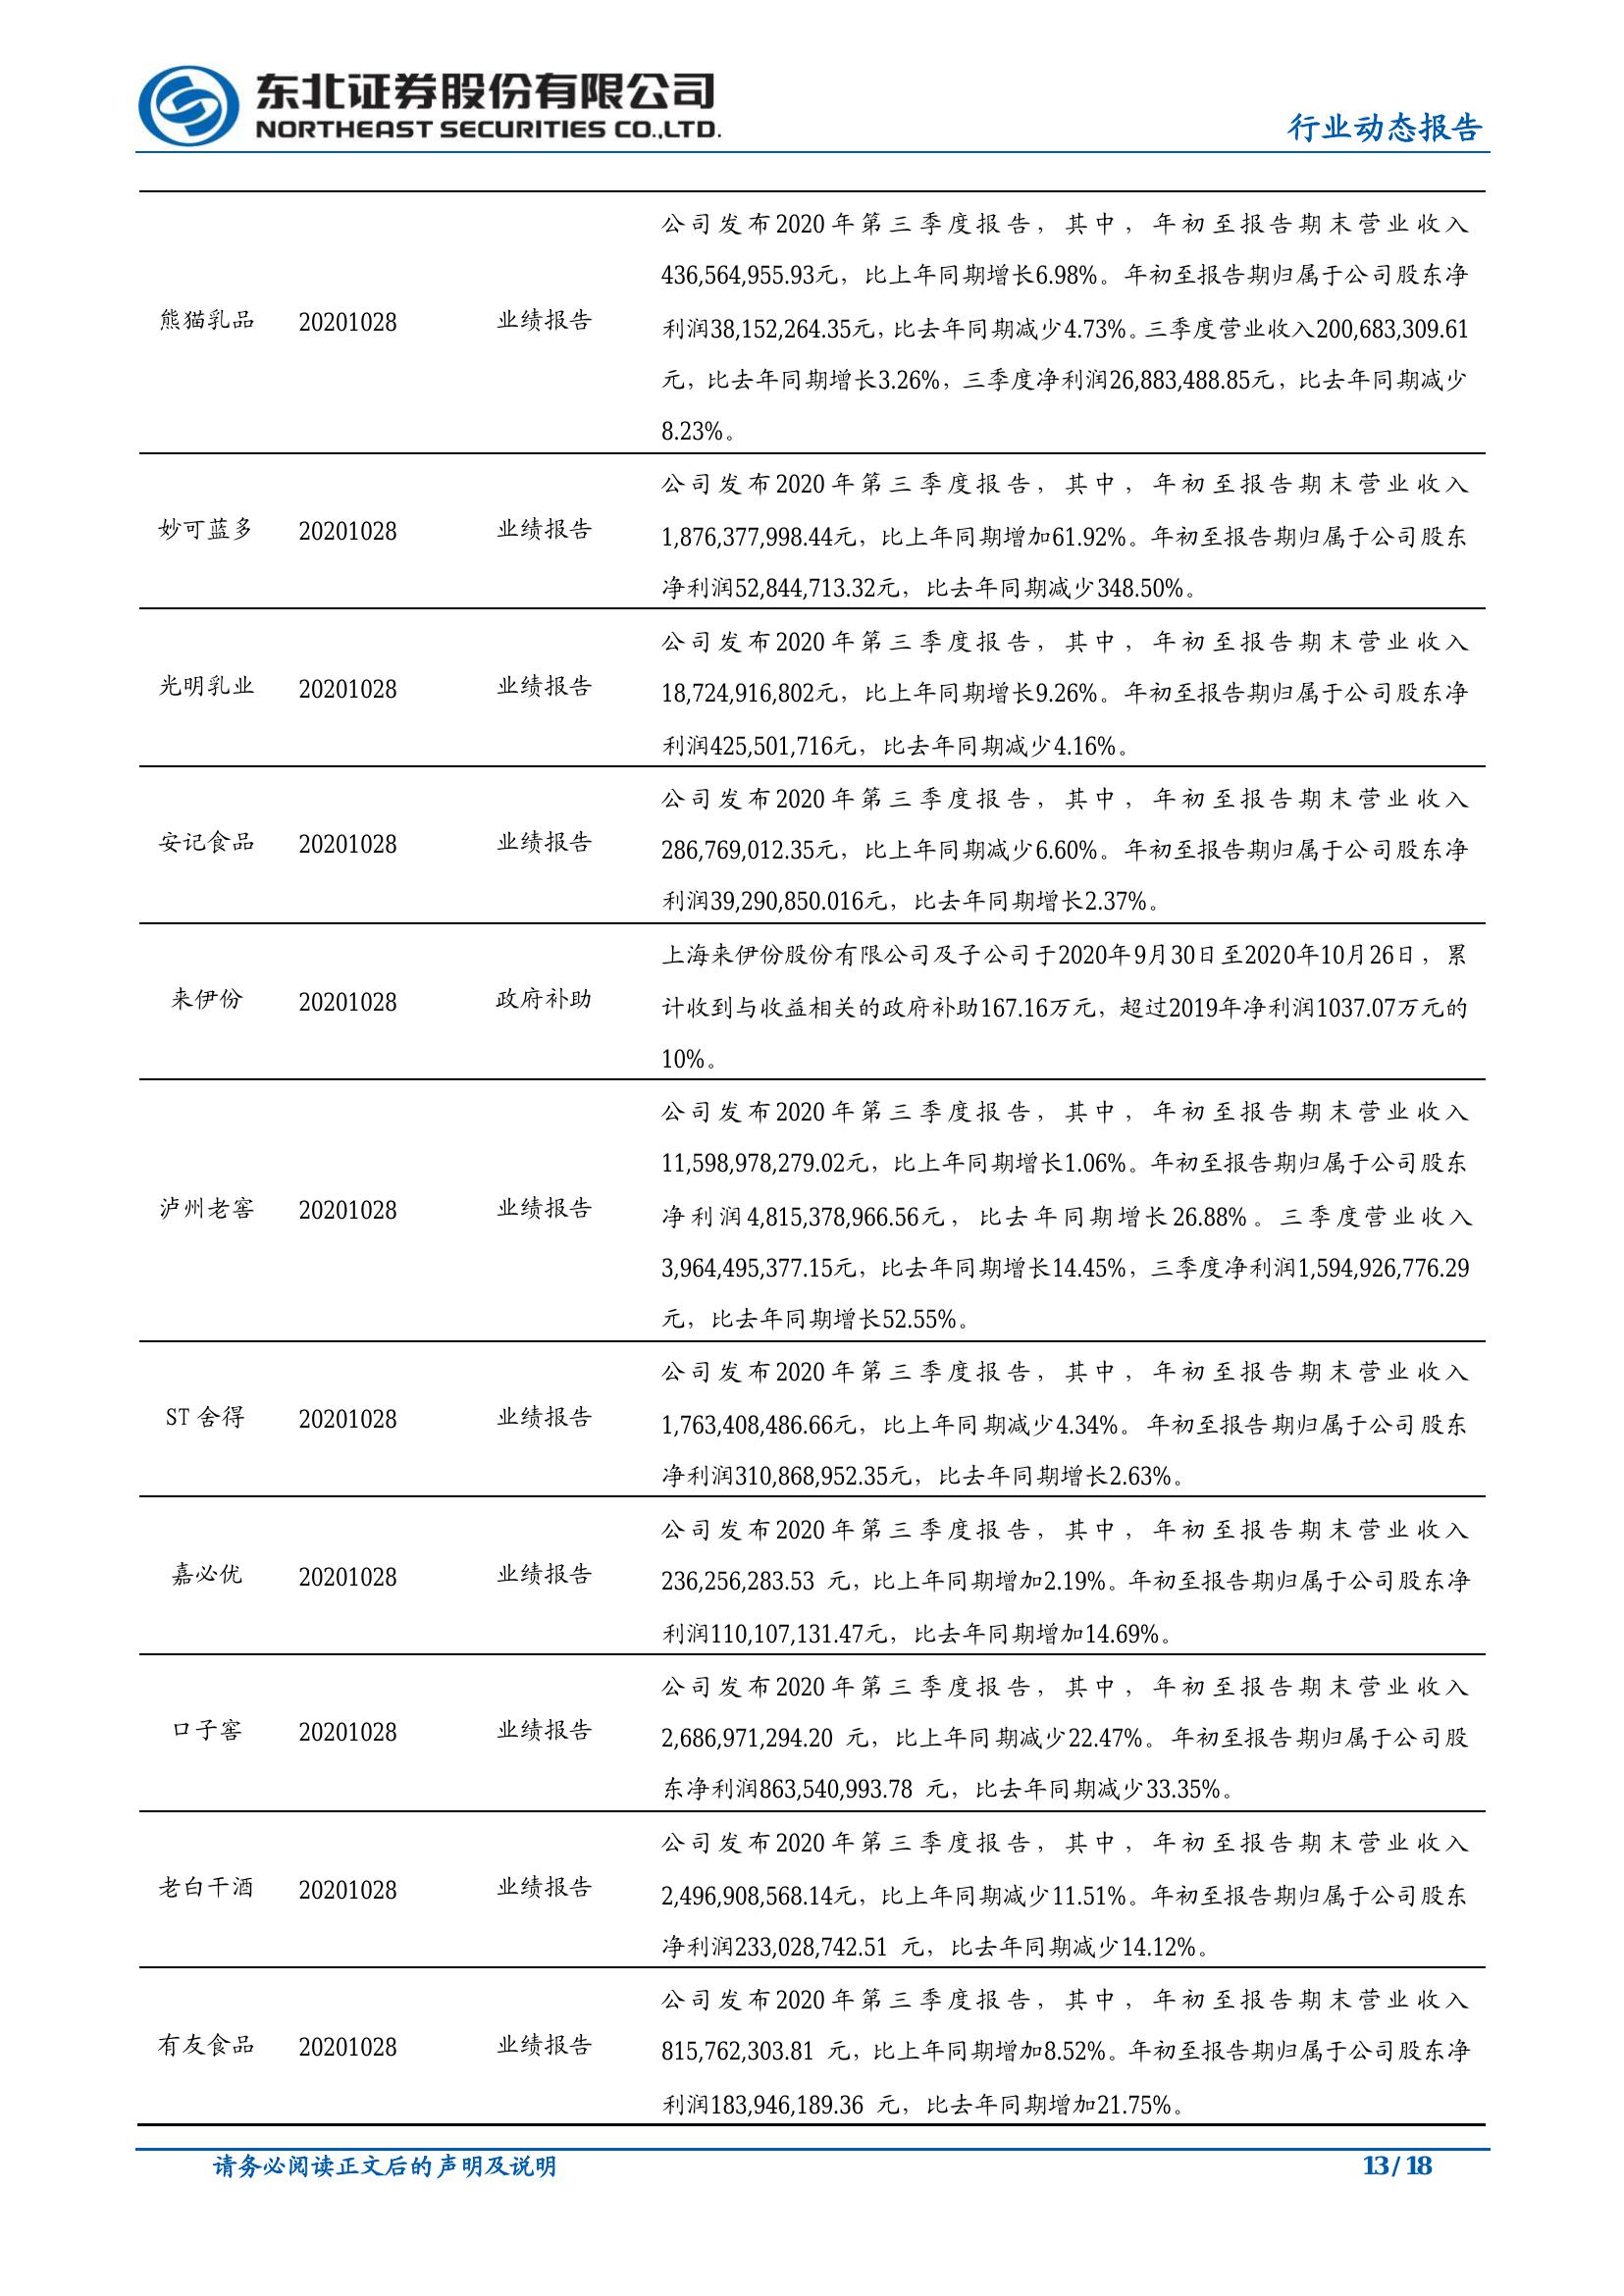 东北证券股份有限公司
NORTHEAST SECURITIES CO.,LTD.
行业动态报告
熊猫乳品 20201028 业绩报告
公司发布2020年第三季度报告，其中，年初至报告期末营业收入
436,564,955.93元，比上年同期增长6.98%。年初至报告期归属于公司股东净
利润38,152,264.35元，比去年同期减少4.73%。三季度营业收入200,683,309.61
元，比去年同期增长3.26%，三季度净利润26,883,488.85元，比去年同期减少
8.23%。
妙可蓝多 20201028 业绩报告
公司发布2020年第三季度报告，其中，年初至报告期末营业收入
1,876,377,998.44元，比上年同期增加61.92%。年初至报告期归属于公司股东
净利润52,844,713.32元，比去年同期减少348.50%。
光明乳业 20201028 业绩报告
公司发布2020年第三季度报告，其中，年初至报告期末营业收入
18,724,916,802元，比上年同期增长9.26%。年初至报告期归属于公司股东净
利润425,501,716元，比去年同期减少4.16%。
安记食品 20201028 业绩报告
公司发布2020年第三季度报告，其中，年初至报告期末营业收入
286,769,012.35元，比上年同期减少6.60%。年初至报告期归属于公司股东净
利润39,290,850.016元，比去年同期增长2.37%。
来伊份 20201028 政府补助
上海来伊份股份有限公司及子公司于2020年9月30日至2020年10月26日，累
计收到与收益相关的政府补助167.16万元，超过2019年净利润1037.07万元的
10%。
泸州老窖 20201028 业绩报告
公司发布2020年第三季度报告，其中，年初至报告期末营业收入
11,598,978,279.02元，比上年同期增长1.06%。年初至报告期归属于公司股东
净利润4,815,378,966.56元，比去年同期增长26.88%。三季度营业收入
3,964,495,377.15元，比去年同期增长14.45%，三季度净利润1,594,926,776.29
元，比去年同期增长52.55%。
ST 舍得 20201028 业绩报告
公司发布2020年第三季度报告，其中，年初至报告期末营业收入
1,763,408,486.66元，比上年同期减少4.34%。年初至报告期归属于公司股东
净利润310,868,952.35元，比去年同期增长2.63%。
嘉必优 20201028 业绩报告
公司发布2020年第三季度报告，其中，年初至报告期末营业收入
236,256,283.53 元，比上年同期增加2.19%。年初至报告期归属于公司股东净
利润110,107,131.47元，比去年同期增加14.69%。
口子窖 20201028 业绩报告
公司发布2020年第三季度报告，其中，年初至报告期末营业收入
2,686,971,294.20 元，比上年同期减少22.47%。年初至报告期归属于公司股
东净利润863,540,993.78 元，比去年同期减少33.35%。
老白干酒 20201028 业绩报告
公司发布2020年第三季度报告，其中，年初至报告期末营业收入
2,496,908,568.14元，比上年同期减少11.51%。年初至报告期归属于公司股东
净利润233,028,742.51 元，比去年同期减少14.12%。
有友食品 20201028 业绩报告
公司发布2020年第三季度报告，其中，年初至报告期末营业收入
815,762,303.81 元，比上年同期增加8.52%。年初至报告期归属于公司股东净
利润183,946,189.36 元，比去年同期增加21.75%。
请务必阅读正文后的声明及说明 13 / 18